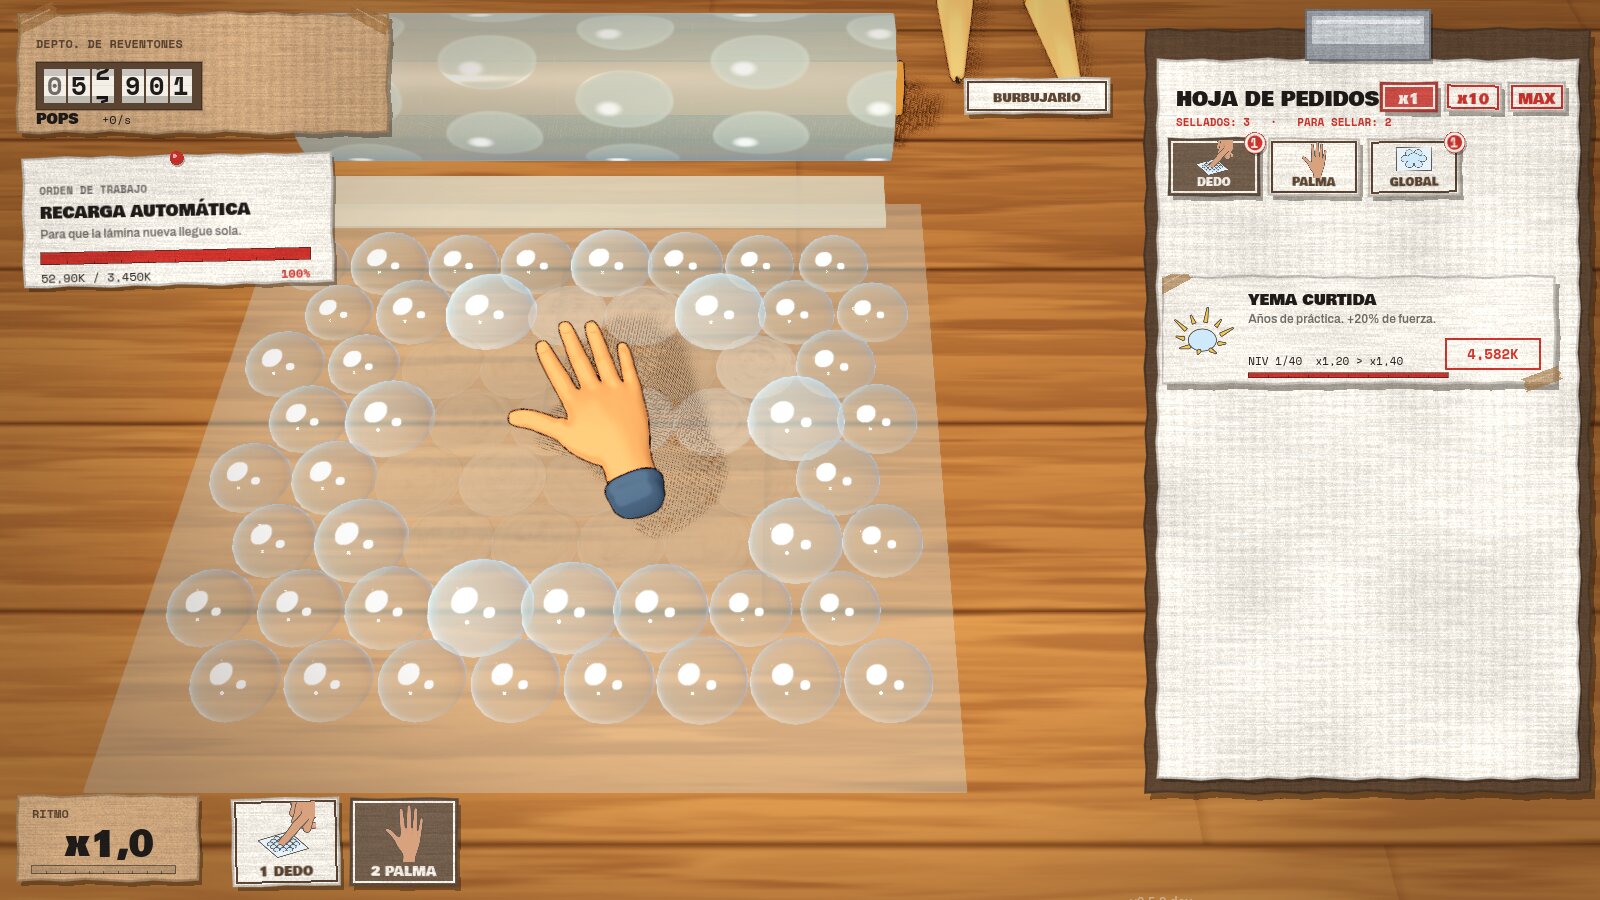 DEPTO. DE REVENTONES
901
POPS +0/s
ORDEN DE TRABAJO
RECARGA AUTOMÁTICA
Para que la lámina nueva llegue sola.
52,90K / 3,450K 100%
BURBUJARIO
HOJA DE PEDIDOS x1 x10 MAX
SELLADOS: 3 · PARA SELLAR: 2
DEDO 1
PALMA
GLOBAL 1
YEMA CURTIDA
Años de práctica. +20% de fuerza.
NIV 1/40 x1,20 > x1,40
4,582K
RITMO
x1,0
1 DEDO
2 PALMA